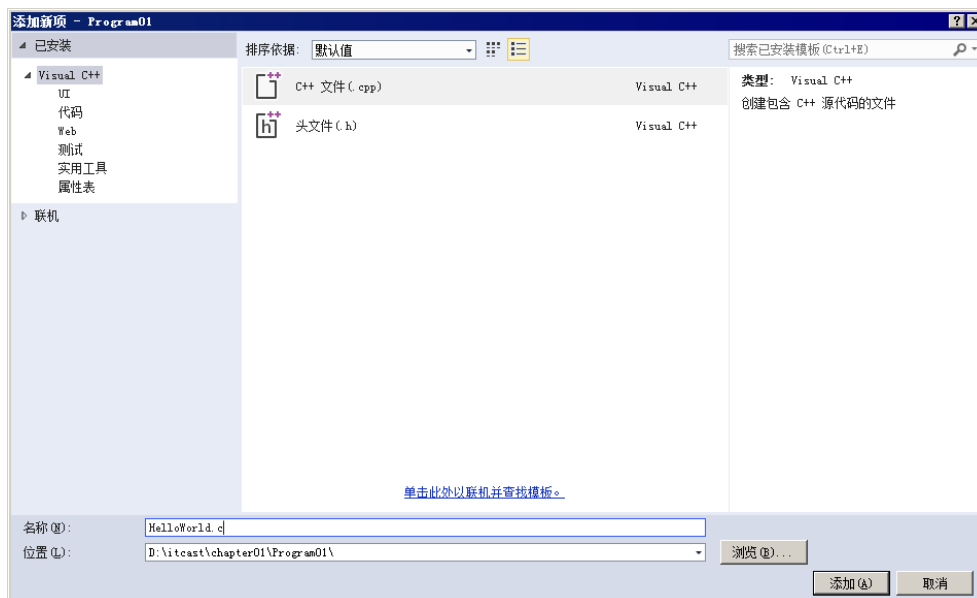 添加新项 - Program01
已安装
排序依据: 默认值
搜索已安装模板(Ctrl+E)
Visual C++
UI
代码
Web
测试
实用工具
属性表
联机
C++ 文件(.cpp) Visual C++
头文件(.h) Visual C++
类型: Visual C++
创建包含 C++ 源代码的文件
单击此处以联机并查找模板。
名称(N): HelloWorld.c
位置(L): D:\itcast\chapter01\Program01\ 浏览(B)...
添加(A) 取消